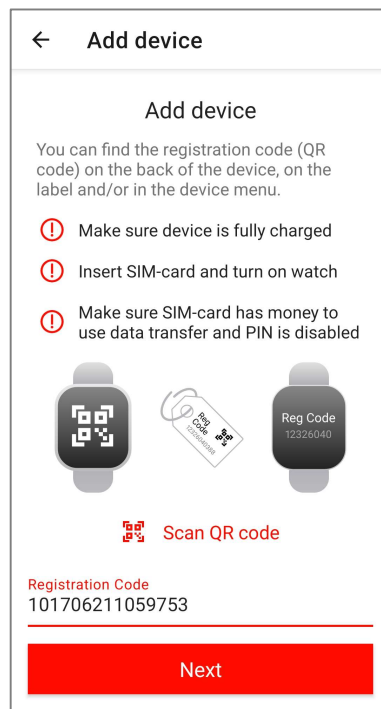 Add device
Add device
You can find the registration code (QR
code) on the back of the device, on the
label and/or in the device menu.
Make sure device is fully charged
Insert SIM-card and turn on watch
Make sure SIM-card has money to
use data transfer and PIN is disabled
Reg
Code
12326040369
Reg Code
12326040
Scan QR code
Registration Code
101706211059753
Next